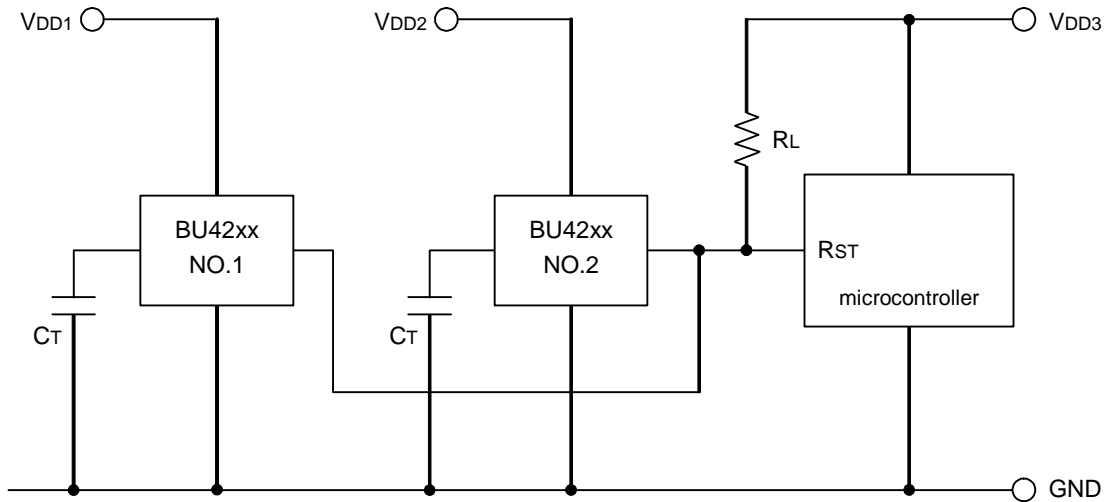 VDD1
VDD2
VDD3
RL
BU42xx
NO.1
BU42xx
NO.2
RST
microcontroller
CT
CT
GND